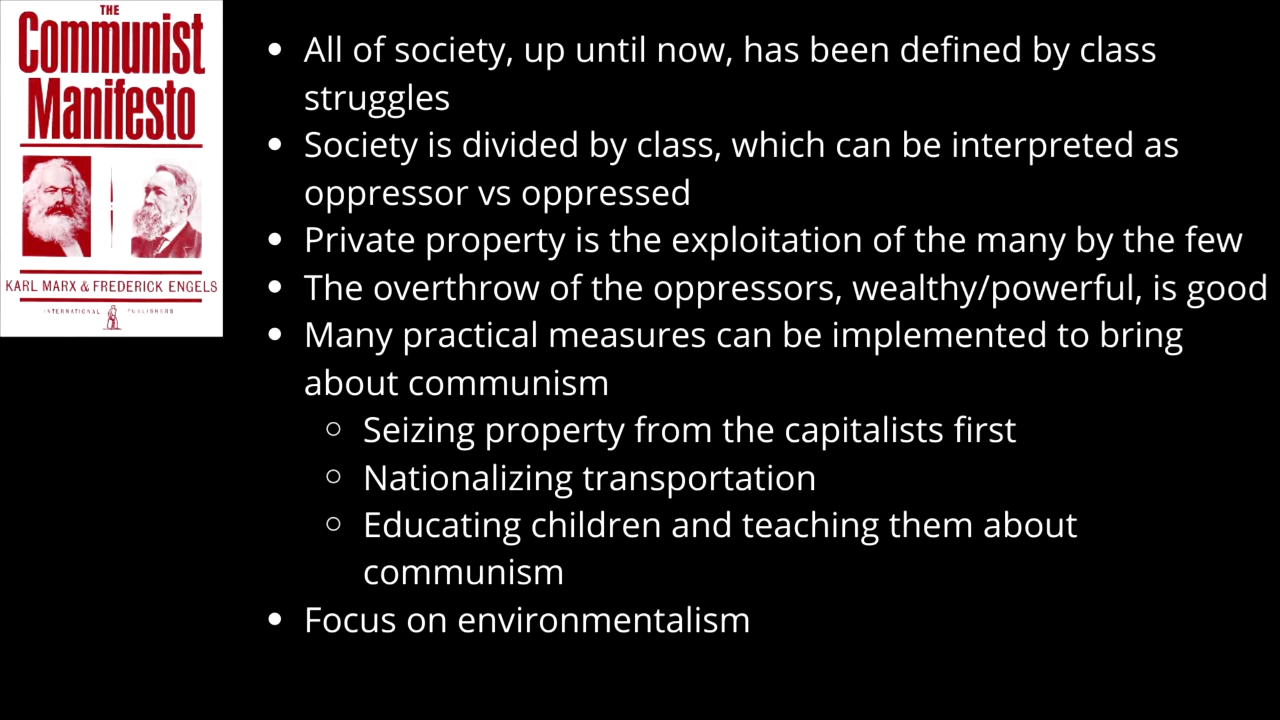 THE
Communist
Manifesto
KARL MARX & FREDERICK ENGELS
INTERNATIONAL PUBLISHERS
• All of society, up until now, has been defined by class
struggles
• Society is divided by class, which can be interpreted as
oppressor vs oppressed
• Private property is the exploitation of the many by the few
• The overthrow of the oppressors, wealthy/powerful, is good
• Many practical measures can be implemented to bring
about communism
○ Seizing property from the capitalists first
○ Nationalizing transportation
○ Educating children and teaching them about
communism
• Focus on environmentalism